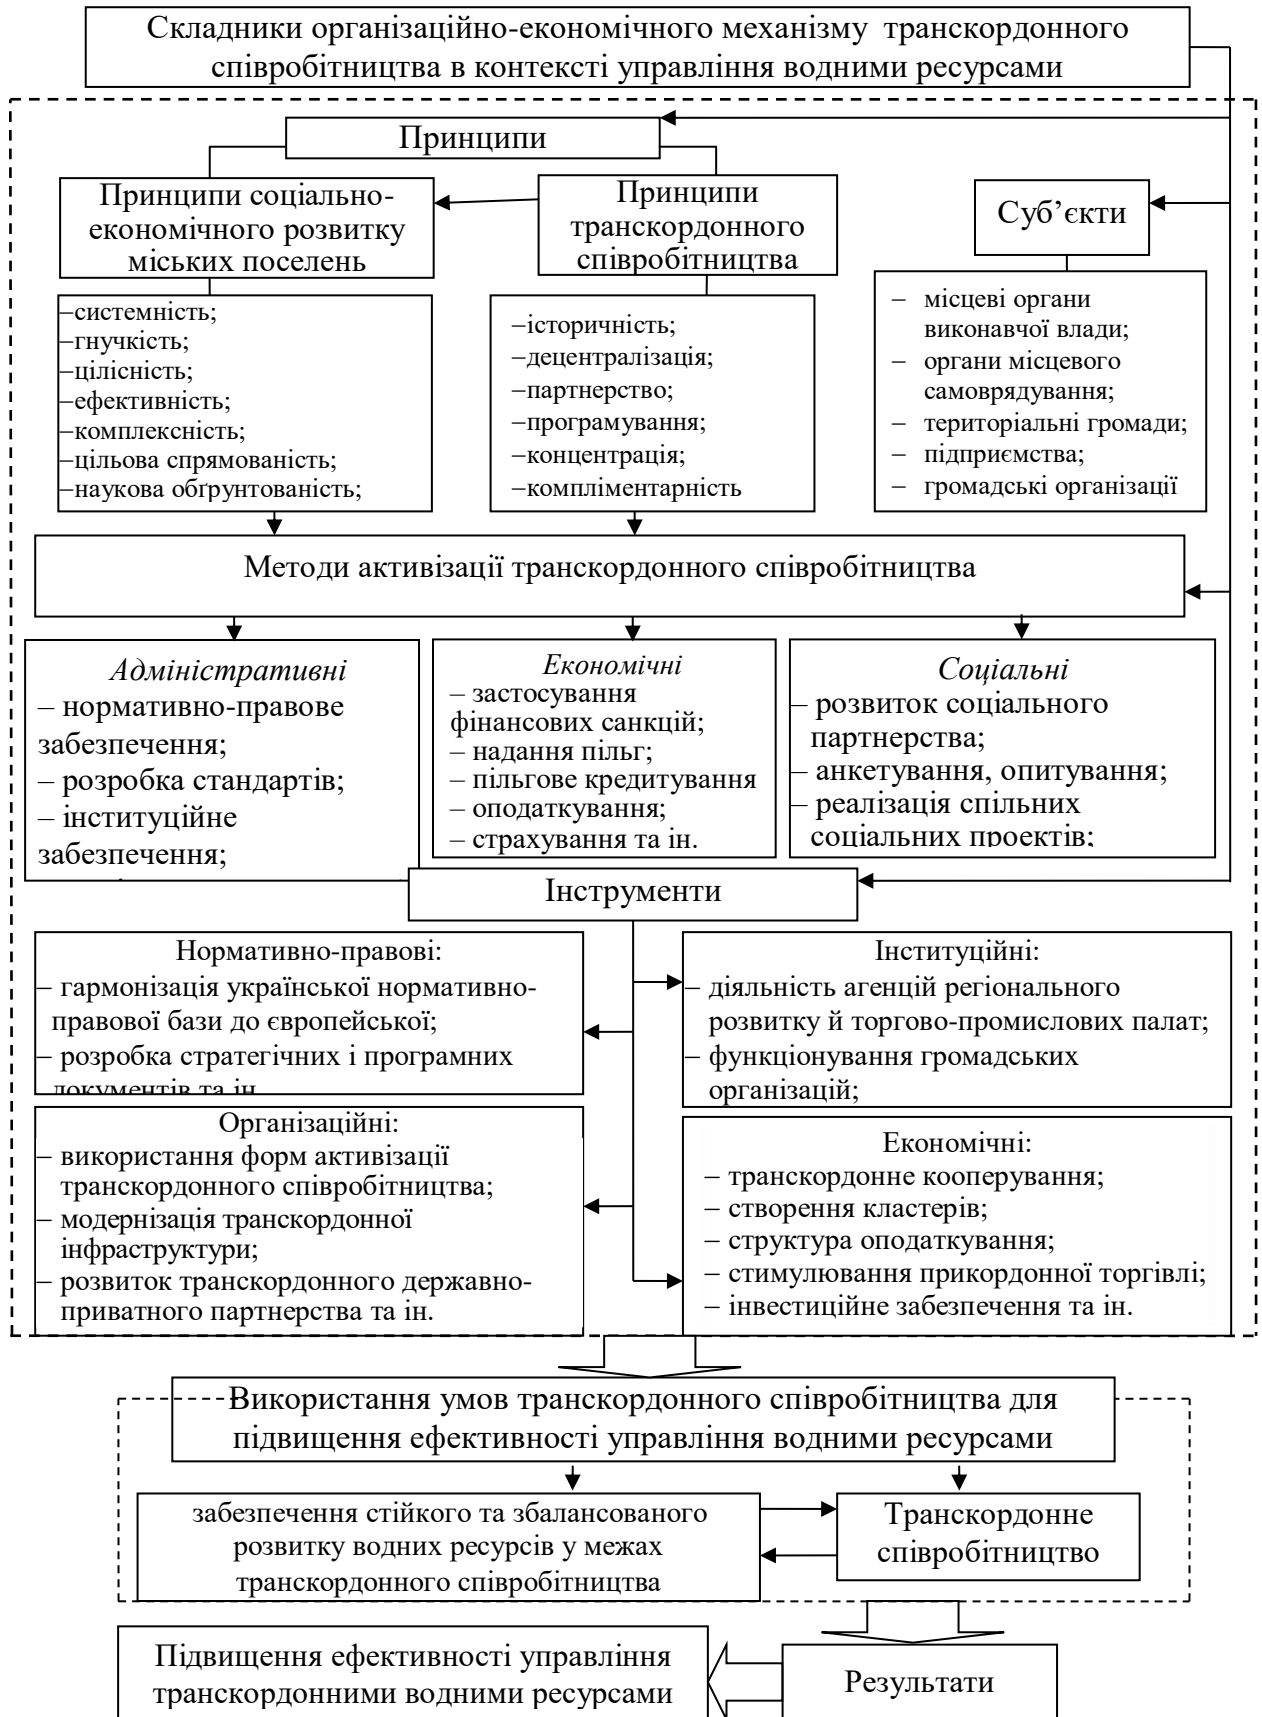 Складники організаційно-економічного механізму транскордонного
співробітництва в контексті управління водними ресурсами
Принципи
Принципи соціально-
економічного розвитку
міських поселень
Принципи
транскордонного
співробітництва
Суб’єкти
–системність;
–гнучкість;
–цілісність;
–ефективність;
–комплексність;
–цільова спрямованість;
–наукова обґрунтованість;
–історичність;
–децентралізація;
–партнерство;
–програмування;
–концентрація;
–компліментарність
– місцеві органи
виконавчої влади;
– органи місцевого
самоврядування;
– територіальні громади;
– підприємства;
– громадські організації
Методи активізації транскордонного співробітництва
Адміністративні
– нормативно-правове
забезпечення;
– розробка стандартів;
– інституційне
забезпечення;
Економічні
– застосування
фінансових санкцій;
– надання пільг;
– пільгове кредитування
– оподаткування;
– страхування та ін.
Соціальні
– розвиток соціального
партнерства;
– анкетування, опитування;
– реалізація спільних
соціальних проектів;
Інструменти
Нормативно-правові:
– гармонізація української нормативно-
правової бази до європейської;
– розробка стратегічних і програмних
документів та ін
Інституційні:
– діяльність агенцій регіонального
розвитку й торгово-промислових палат;
– функціонування громадських
організацій;
Організаційні:
– використання форм активізації
транскордонного співробітництва;
– модернізація транскордонної
інфраструктури;
– розвиток транскордонного державно-
приватного партнерства та ін.
Економічні:
– транскордонне кооперування;
– створення кластерів;
– структура оподаткування;
– стимулювання прикордонної торгівлі;
– інвестиційне забезпечення та ін.
Використання умов транскордонного співробітництва для
підвищення ефективності управління водними ресурсами
забезпечення стійкого та збалансованого
розвитку водних ресурсів у межах
транскордонного співробітництва
Транскордонне
співробітництво
Підвищення ефективності управління
транскордонними водними ресурсами
Результати